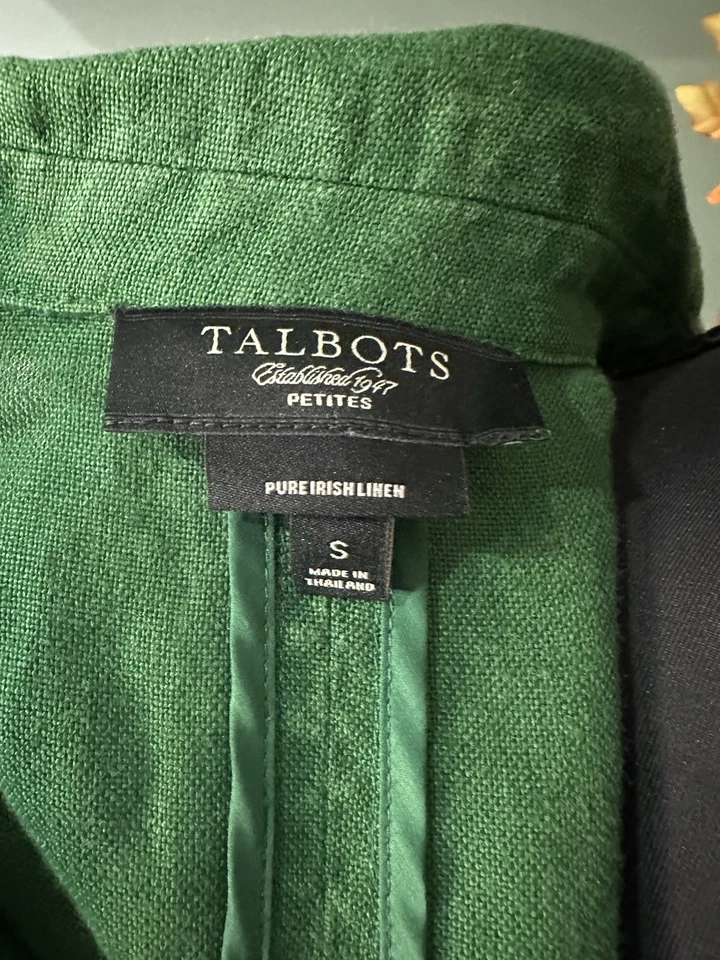 TALBOTS
Established 1947
PETITES
PURE IRISH LINEN
S
MADE IN
THAILAND